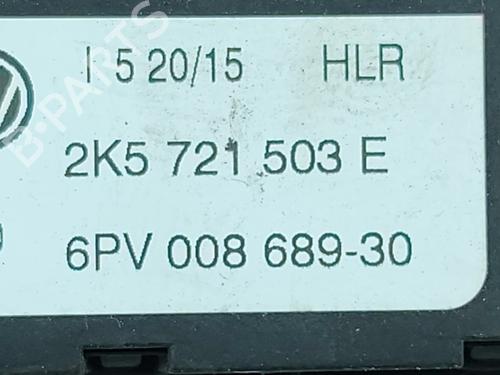 I 5 20/15 HLR
2K5 721 503 E
6PV 008 689-30
B-PARTS